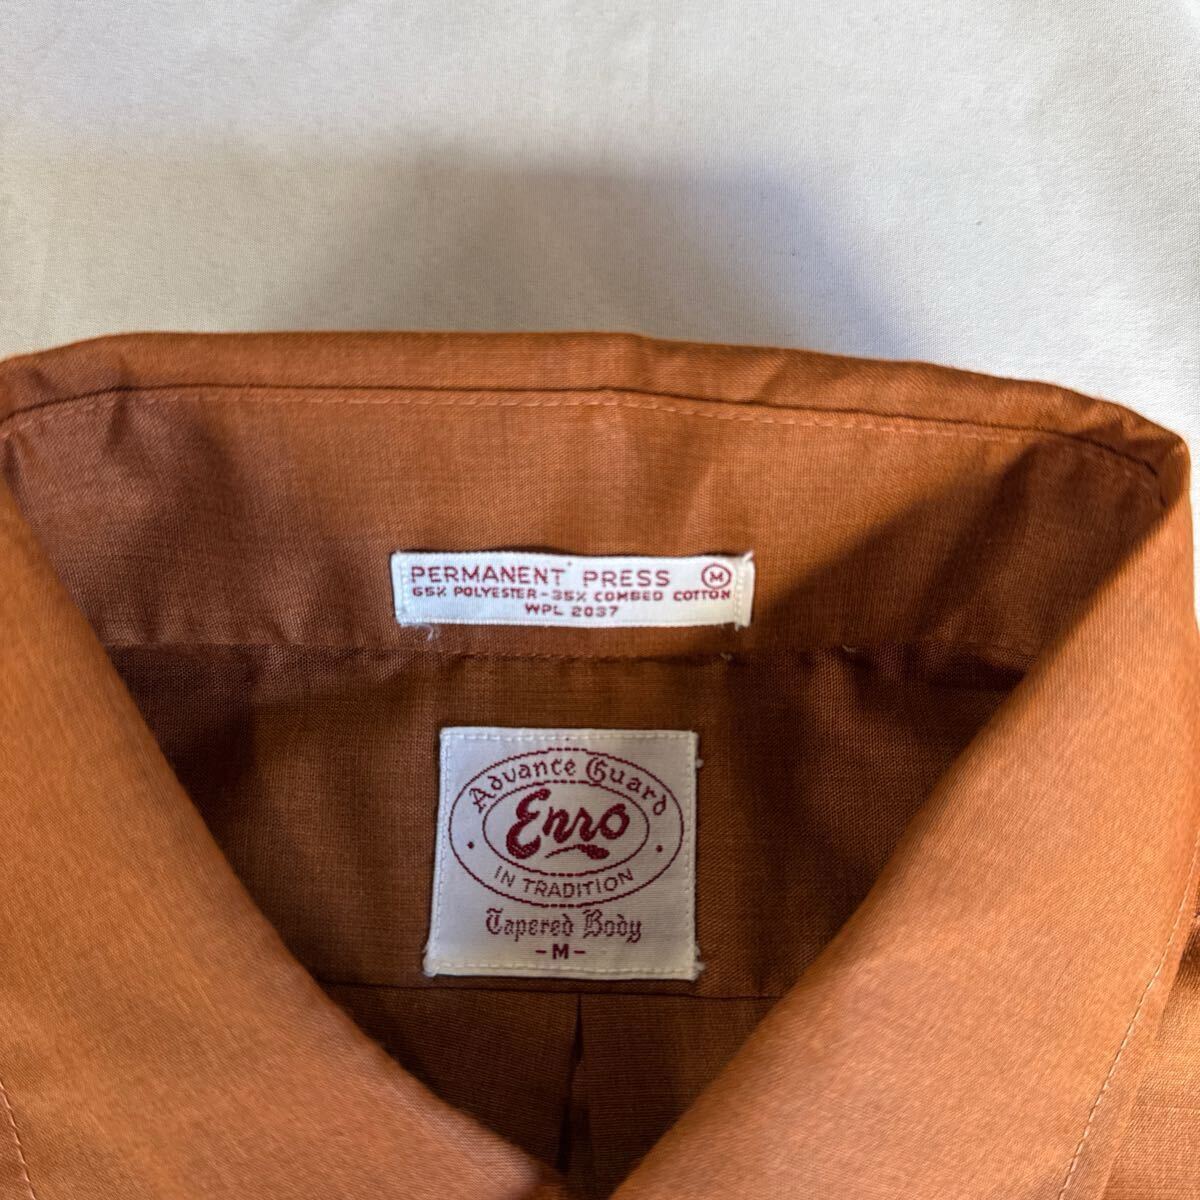 PERMANENT PRESS M
65% POLYESTER-35% COMBED COTTON
WPL 2037
Advance Guard
Enro
IN TRADITION
Tapered Body
-M-